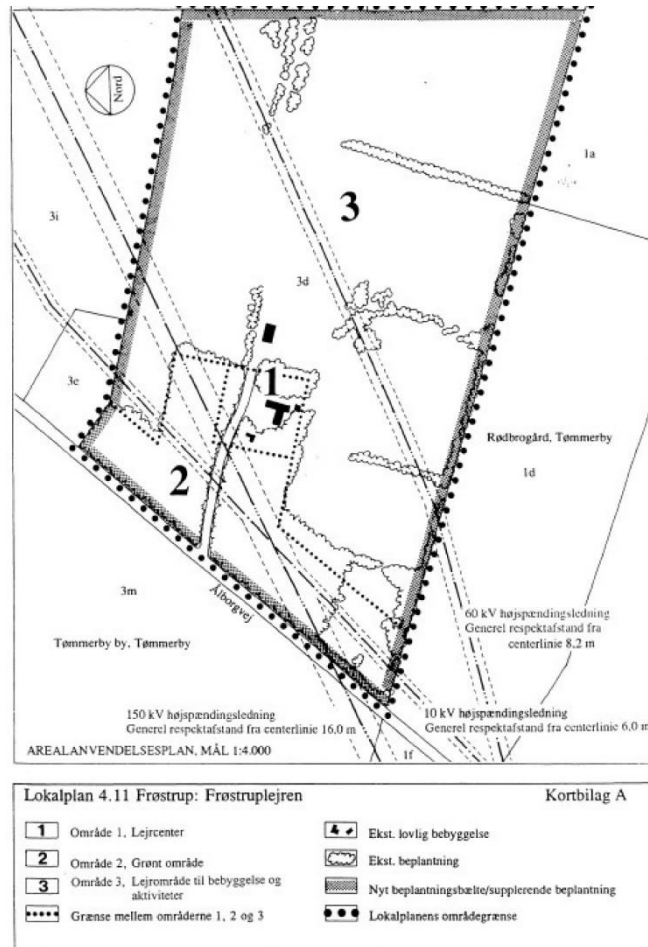 Nord
1a
3
3i
3d
1
3e
Rødbrogård, Tømmerby
1d
2
3m
Ålborgvej
Tømmerby by, Tømmerby
60 kV højspændingsledning
Generel respektafstand fra
centerlinie 8,2 m
150 kV højspændingsledning
Generel respektafstand fra centerlinie 16,0 m
10 kV højspændingsledning
Generel respektafstand fra centerlinie 6,0 m
1f
AREALANVENDELSESPLAN, MÅL 1:4.000
Lokalplan 4.11 Frøstrup: Frøstruplejren
Kortbilag A
1 Område 1, Lejrcenter
2 Område 2, Grønt område
3 Område 3, Lejrområde til bebyggelse og
aktiviteter
Grænse mellem områderne 1, 2 og 3
Ekst. lovlig bebyggelse
Ekst. beplantning
Nyt beplantningsbælte/supplerende beplantning
Lokalplanens områdegrænse